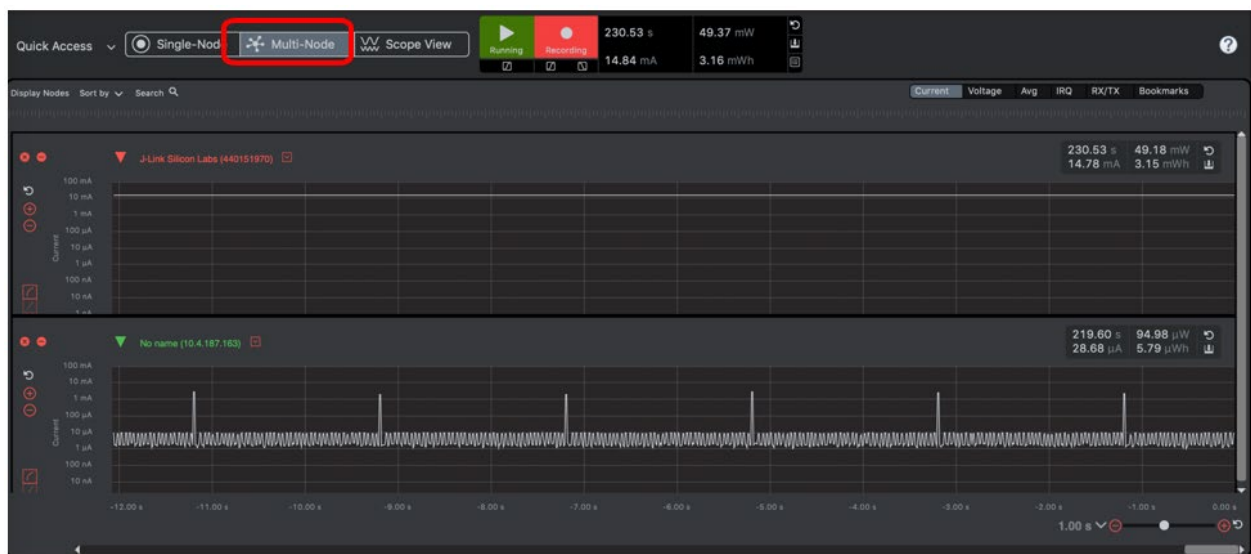 Quick Access
Single-Node
Multi-Node
Scope View
Running
Recording
230.53 s
49.37 mW
14.84 mA
3.16 mWh
Display Nodes Sort by Search
Current Voltage Avg IRQ RX/TX Bookmarks
J-Link Silicon Labs (440151970)
230.53 s 49.18 mW
14.78 mA 3.15 mWh
100 mA
10 mA
1 mA
100 µA
10 µA
1 µA
100 nA
10 nA
Current
No name (10.4.187.163)
219.60 s 94.98 µW
28.68 µA 5.79 µWh
100 mA
10 mA
1 mA
100 µA
10 µA
1 µA
100 nA
10 nA
Current
-12.00 s -11.00 s -10.00 s -9.00 s -8.00 s -7.00 s -6.00 s -5.00 s -4.00 s -3.00 s -2.00 s -1.00 s 0.00 s
1.00 s